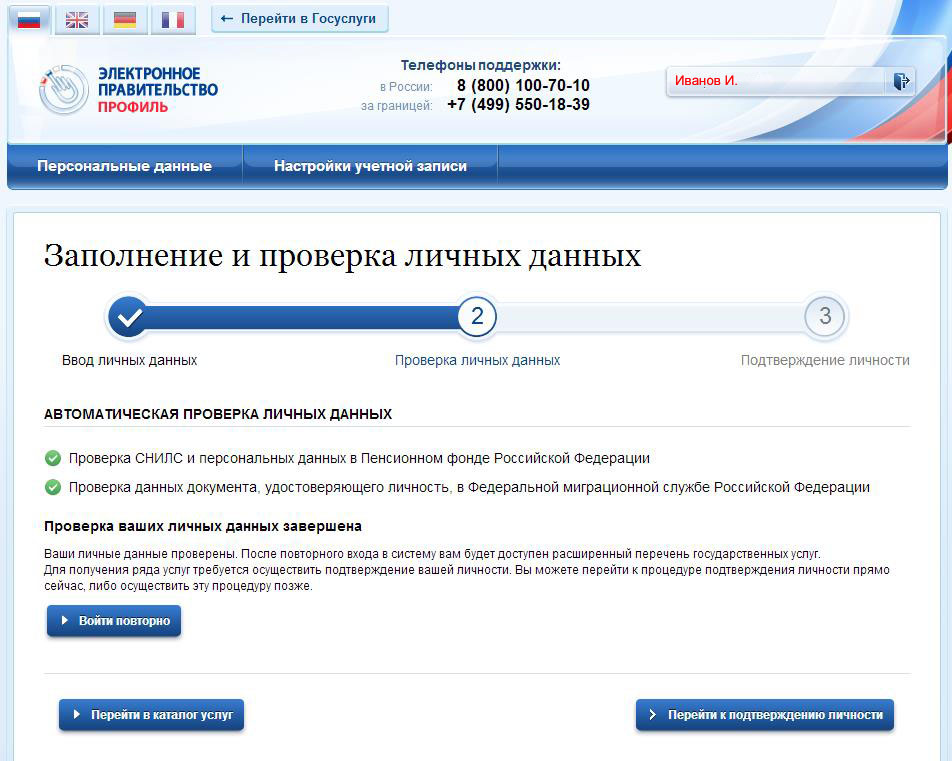 ← Перейти в Госуслуги
ЭЛЕКТРОННОЕ
ПРАВИТЕЛЬСТВО
ПРОФИЛЬ
Телефоны поддержки:
в России: 8 (800) 100-70-10
за границей: +7 (499) 550-18-39
Иванов И.
Персональные данные Настройки учетной записи
Заполнение и проверка личных данных
2 3
Ввод личных данных Проверка личных данных Подтверждение личности
АВТОМАТИЧЕСКАЯ ПРОВЕРКА ЛИЧНЫХ ДАННЫХ
Проверка СНИЛС и персональных данных в Пенсионном фонде Российской Федерации
Проверка данных документа, удостоверяющего личность, в Федеральной миграционной службе Российской Федерации
Проверка ваших личных данных завершена
Ваши личные данные проверены. После повторного входа в систему вам будет доступен расширенный перечень государственных услуг.
Для получения ряда услуг требуется осуществить подтверждение вашей личности. Вы можете перейти к процедуре подтверждения личности прямо
сейчас, либо осуществить эту процедуру позже.
Войти повторно
Перейти в каталог услуг Перейти к подтверждению личности